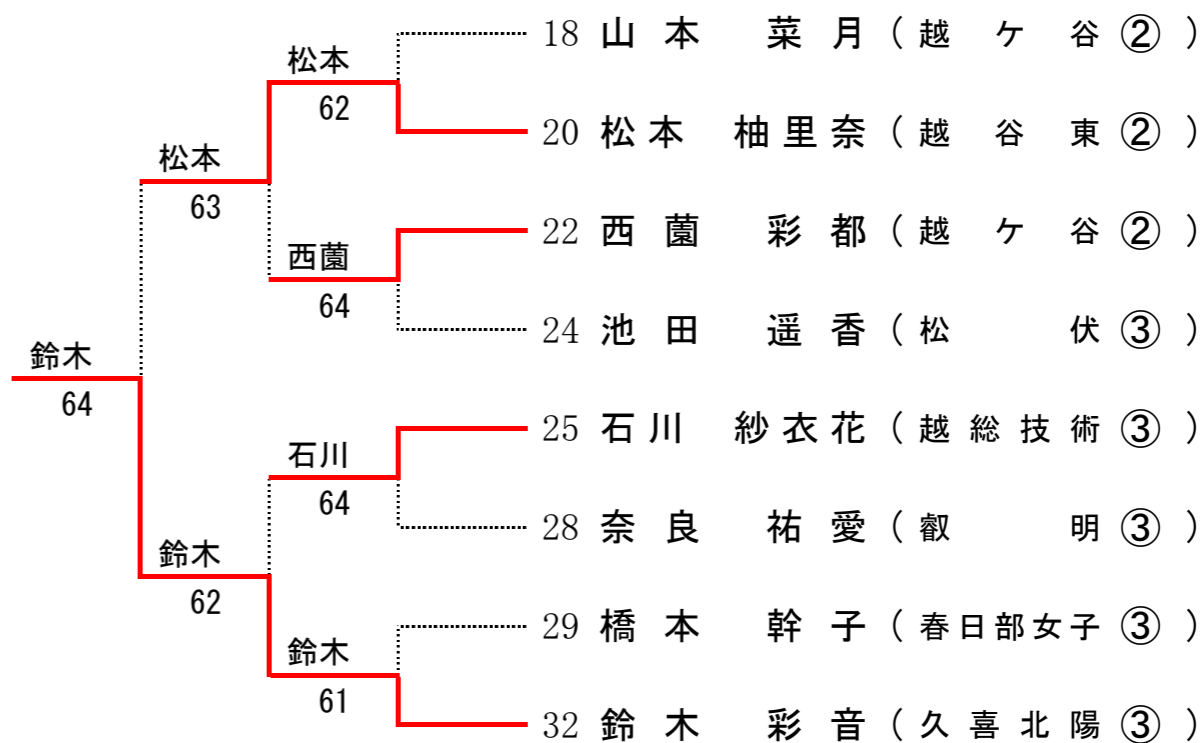 18 山本 菜月 (越ケ谷②)
松本
62
20 松本 柚里奈 (越谷東②)
松本
63
22 西薗 彩都 (越ケ谷②)
西薗
64
24 池田 遥香 (松伏③)
鈴木
64
25 石川 紗衣花 (越総技術③)
石川
64
28 奈良 祐愛 (叡明③)
鈴木
62
29 橋本 幹子 (春日部女子③)
鈴木
61
32 鈴木 彩音 (久喜北陽③)